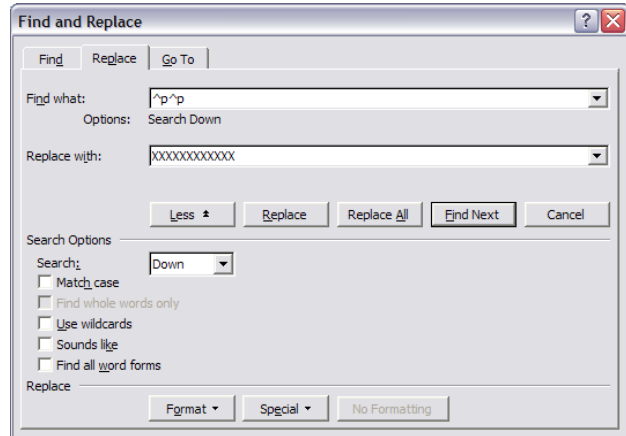 Find and Replace
Find Replace Go To
Find what: ^p^p
Options: Search Down
Replace with: XXXXXXXXXXXX
Less Replace Replace All Find Next Cancel
Search Options
Search: Down
Match case
Find whole words only
Use wildcards
Sounds like
Find all word forms
Replace
Format Special No Formatting